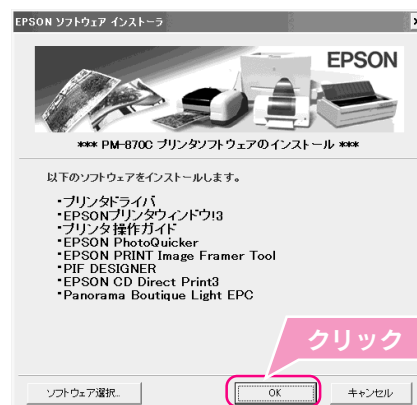 EPSON ソフトウェア インストーラ
EPSON
*** PM-870C プリンタソフトウェアのインストール ***
以下のソフトウェアをインストールします。
・プリンタドライバ
・EPSONプリンタウィンドウ!3
・プリンタ操作ガイド
・EPSON PhotoQuicker
・EPSON PRINT Image Framer Tool
・PIF DESIGNER
・EPSON CD Direct Print3
・Panorama Boutique Light EPC
クリック
ソフトウェア選択...
OK
キャンセル